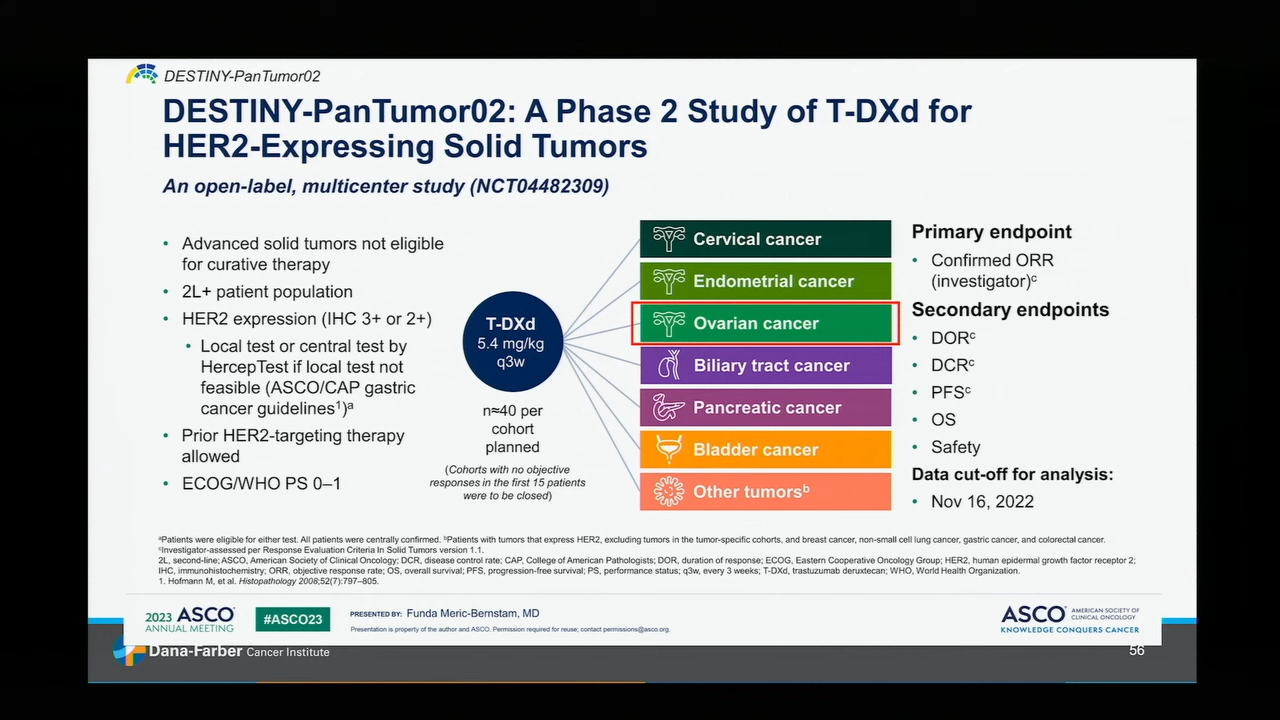 DESTINY-PanTumor02
DESTINY-PanTumor02: A Phase 2 Study of T-DXd for
HER2-Expressing Solid Tumors
An open-label, multicenter study (NCT04482309)
• Advanced solid tumors not eligible
for curative therapy
• 2L+ patient population
• HER2 expression (IHC 3+ or 2+)
• Local test or central test by
HercepTest if local test not
feasible (ASCO/CAP gastric
cancer guidelines¹)ᵃ
• Prior HER2-targeting therapy
allowed
• ECOG/WHO PS 0–1
T-DXd
5.4 mg/kg
q3w
n≈40 per
cohort
planned
(Cohorts with no objective
responses in the first 15 patients
were to be closed)
Cervical cancer
Endometrial cancer
Ovarian cancer
Biliary tract cancer
Pancreatic cancer
Bladder cancer
Other tumorsᵇ
Primary endpoint
• Confirmed ORR
(investigator)ᶜ
Secondary endpoints
• DORᶜ
• DCRᶜ
• PFSᶜ
• OS
• Safety
Data cut-off for analysis:
• Nov 16, 2022
ᵃPatients were eligible for either test. All patients were centrally confirmed. ᵇPatients with tumors that express HER2, excluding tumors in the tumor-specific cohorts, and breast cancer, non-small cell lung cancer, gastric cancer, and colorectal cancer.
ᶜInvestigator-assessed per Response Evaluation Criteria In Solid Tumors version 1.1.
2L, second-line; ASCO, American Society of Clinical Oncology; DCR, disease control rate; CAP, College of American Pathologists; DOR, duration of response; ECOG, Eastern Cooperative Oncology Group; HER2, human epidermal growth factor receptor 2;
IHC, immunohistochemistry; ORR, objective response rate; OS, overall survival; PFS, progression-free survival; PS, performance status; q3w, every 3 weeks; T-DXd, trastuzumab deruxtecan; WHO, World Health Organization.
1. Hofmann M, et al. Histopathology 2008;52(7):797–805.
2023 ASCO
ANNUAL MEETING
#ASCO23
PRESENTED BY: Funda Meric-Bernstam, MD
Presentation is property of the author and ASCO. Permission required for reuse; contact permissions@asco.org.
ASCO AMERICAN SOCIETY OF
CLINICAL ONCOLOGY
KNOWLEDGE CONQUERS CANCER
Dana-Farber Cancer Institute
56